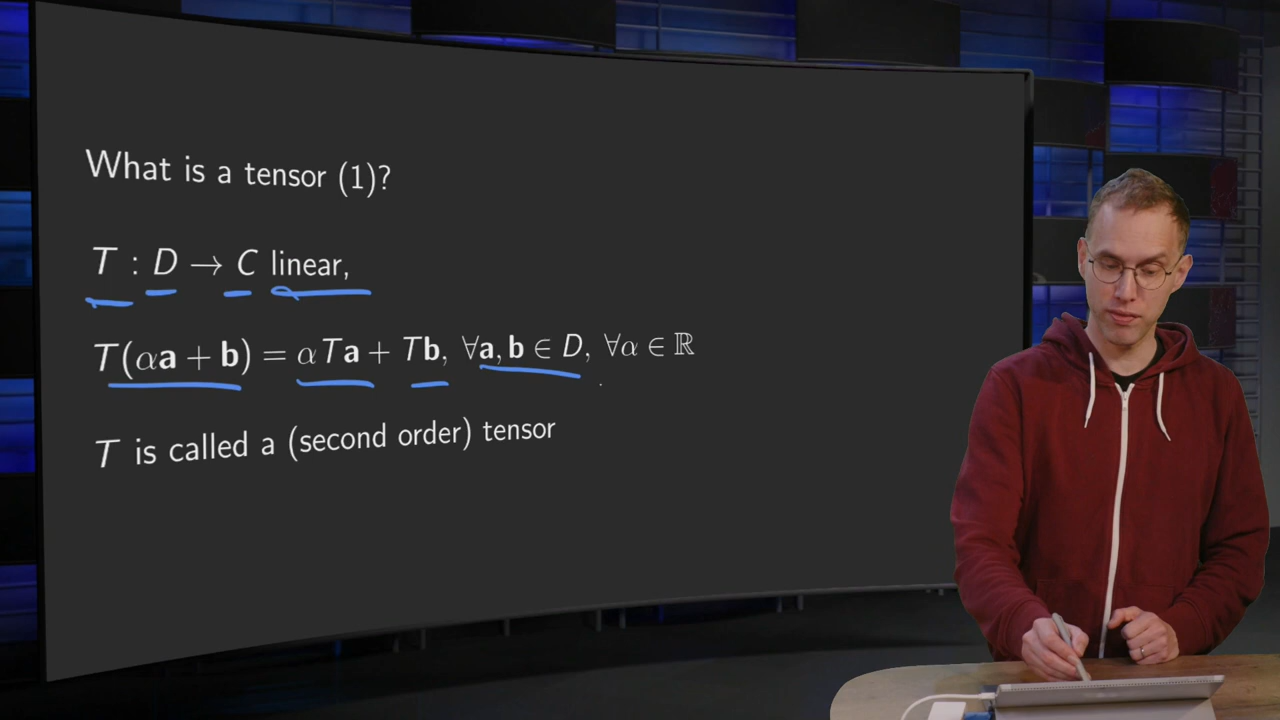 What is a tensor (1)?
T : D → C linear,
T(αa + b) = αTa + Tb, ∀a, b ∈ D, ∀α ∈ ℝ
T is called a (second order) tensor